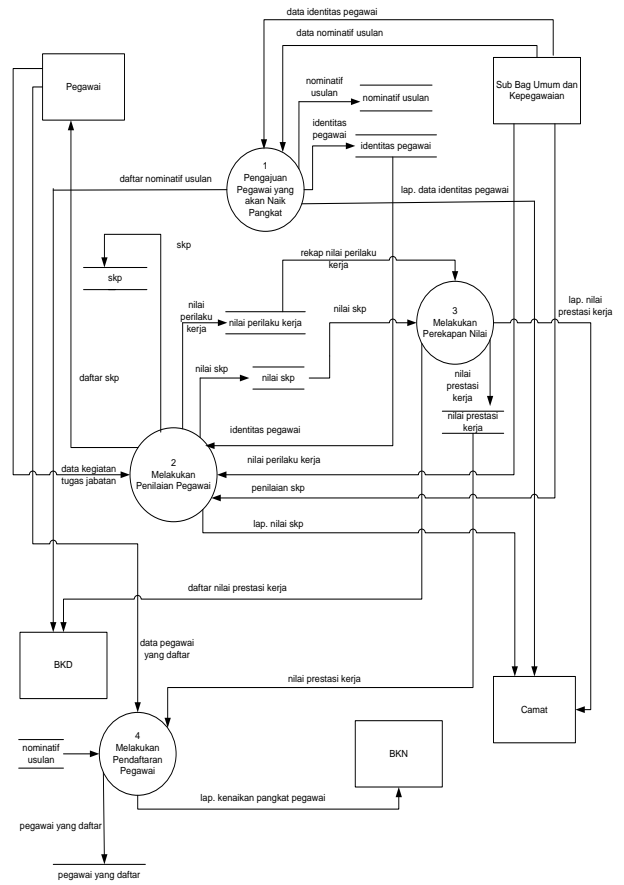 data identitas pegawai
data nominatif usulan
Pegawai
Sub Bag Umum dan
Kepegawaian
nominatif
usulan
nominatif usulan
identitas
pegawai
identitas pegawai
1
Pengajuan
Pegawai yang
akan Naik
Pangkat
daftar nominatif usulan
lap. data identitas pegawai
skp
skp
rekap nilai perilaku
kerja
nilai
perilaku
kerja
nilai perilaku kerja
nilai skp
3
Melakukan
Perekapan Nilai
lap. nilai
prestasi kerja
nilai skp
nilai skp
daftar skp
nilai
prestasi
kerja
nilai prestasi
kerja
identitas pegawai
2
Melakukan
Penilaian Pegawai
data kegiatan
tugas jabatan
nilai perilaku kerja
penilaian skp
lap. nilai skp
daftar nilai prestasi kerja
BKD
data pegawai
yang daftar
nilai prestasi kerja
Camat
4
Melakukan
Pendaftaran
Pegawai
nominatif
usulan
BKN
lap. kenaikan pangkat pegawai
pegawai yang daftar
pegawai yang daftar